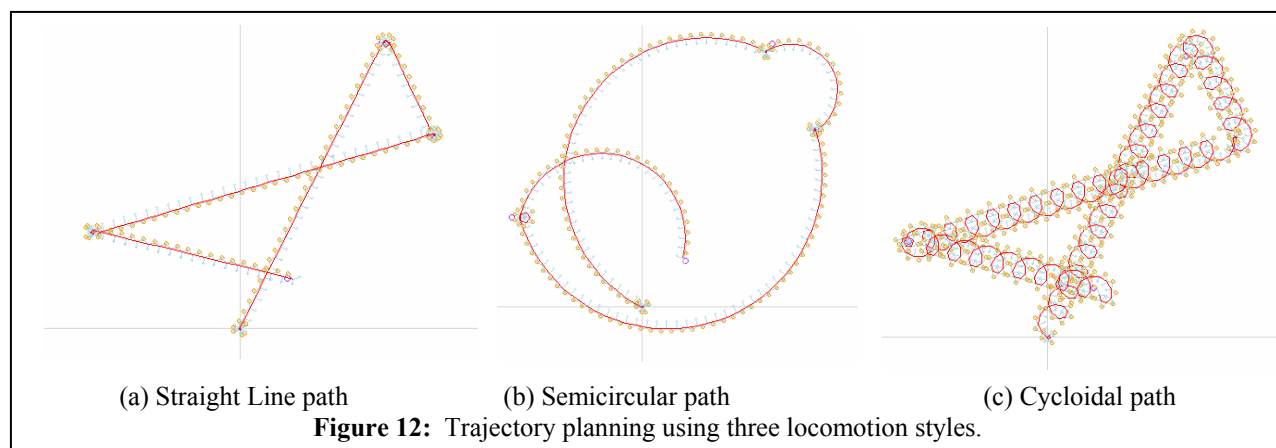 (a) Straight Line path (b) Semicircular path (c) Cycloidal path
Figure 12: Trajectory planning using three locomotion styles.